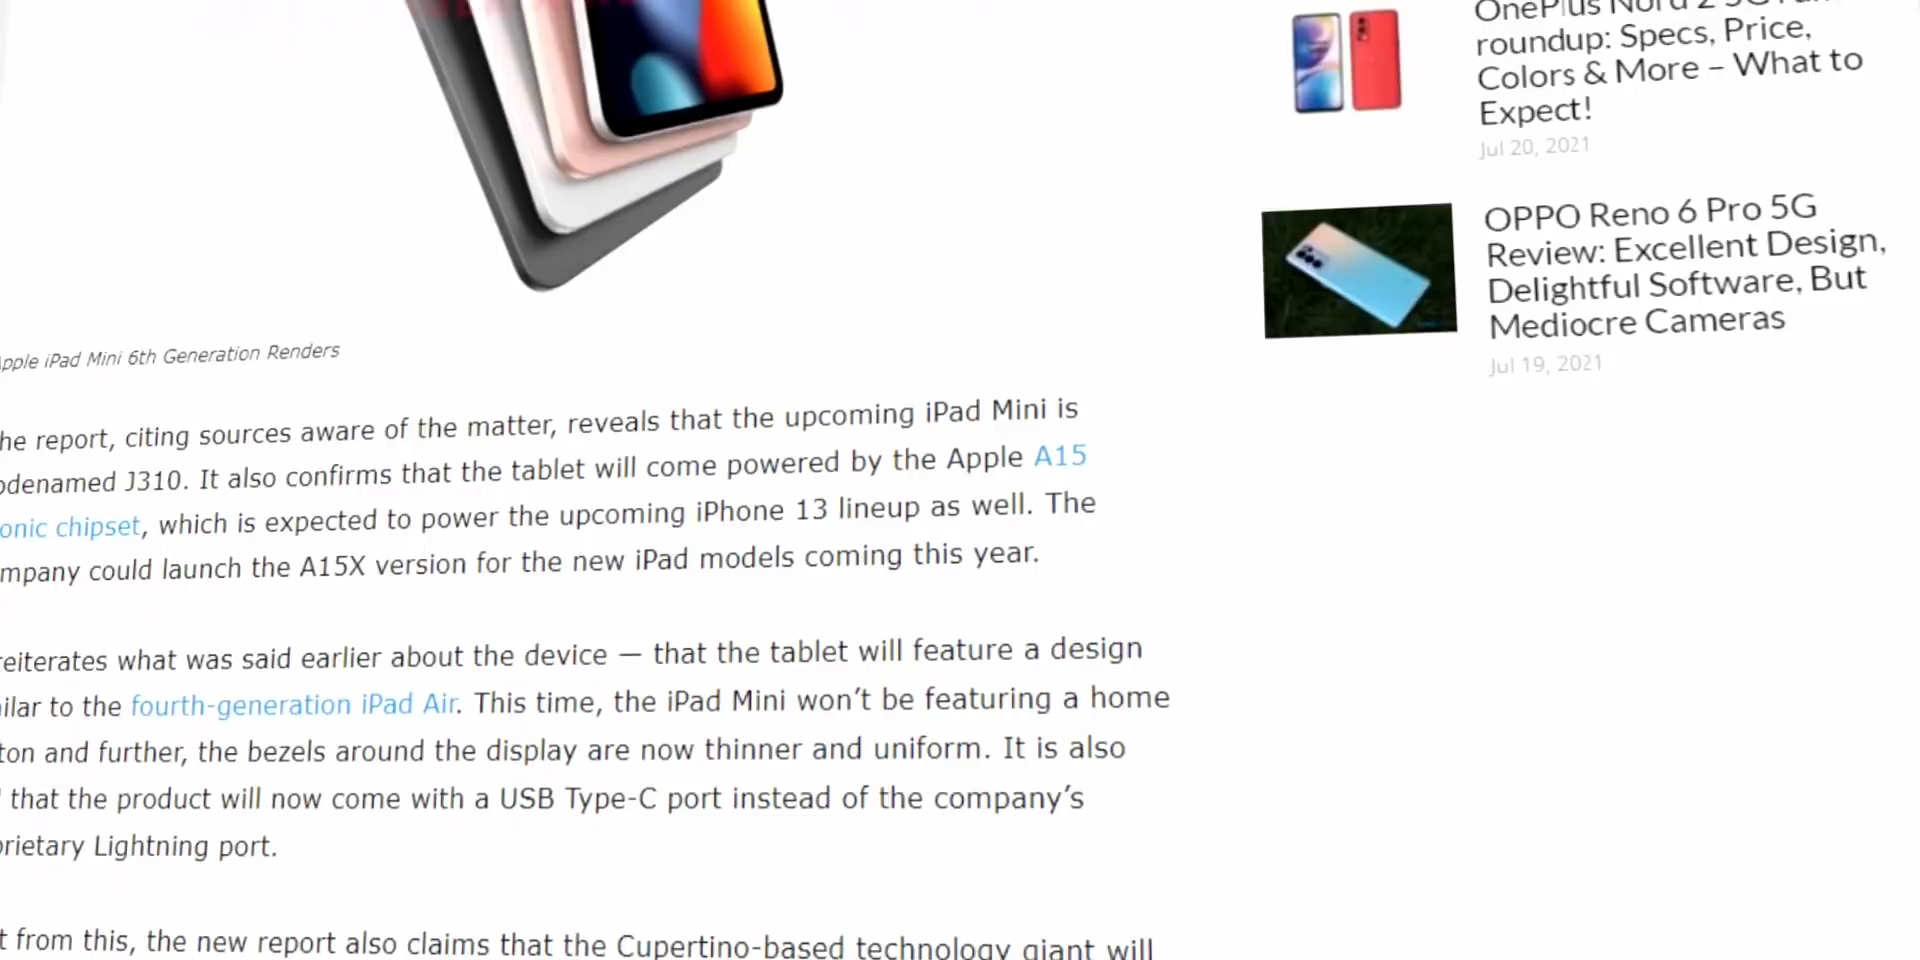 Apple iPad Mini 6th Generation Renders
he report, citing sources aware of the matter, reveals that the upcoming iPad Mini is
odenamed J310. It also confirms that the tablet will come powered by the Apple A15
onic chipset, which is expected to power the upcoming iPhone 13 lineup as well. The
mpany could launch the A15X version for the new iPad models coming this year.
reiterates what was said earlier about the device — that the tablet will feature a design
ilar to the fourth-generation iPad Air. This time, the iPad Mini won’t be featuring a home
ton and further, the bezels around the display are now thinner and uniform. It is also
that the product will now come with a USB Type-C port instead of the company’s
prietary Lightning port.
t from this, the new report also claims that the Cupertino-based technology giant will
OnePlus Nord 2 5G
roundup: Specs, Price,
Colors & More – What to
Expect!
Jul 20, 2021
OPPO Reno 6 Pro 5G
Review: Excellent Design,
Delightful Software, But
Mediocre Cameras
Jul 19, 2021